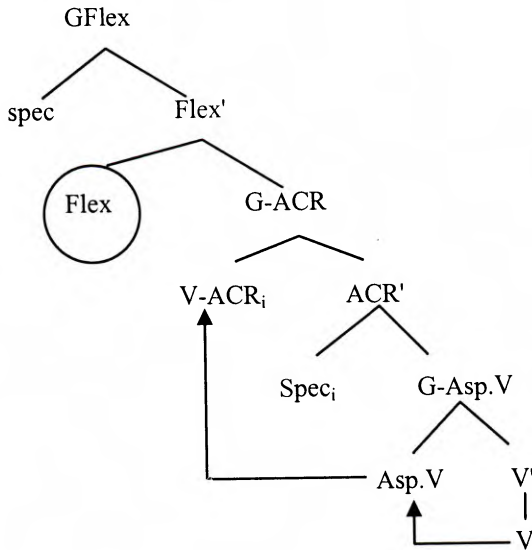 GFlex
spec Flex'
Flex G-ACR
V-ACRᵢ ACR'
Specᵢ G-Asp.V
Asp.V V'
V